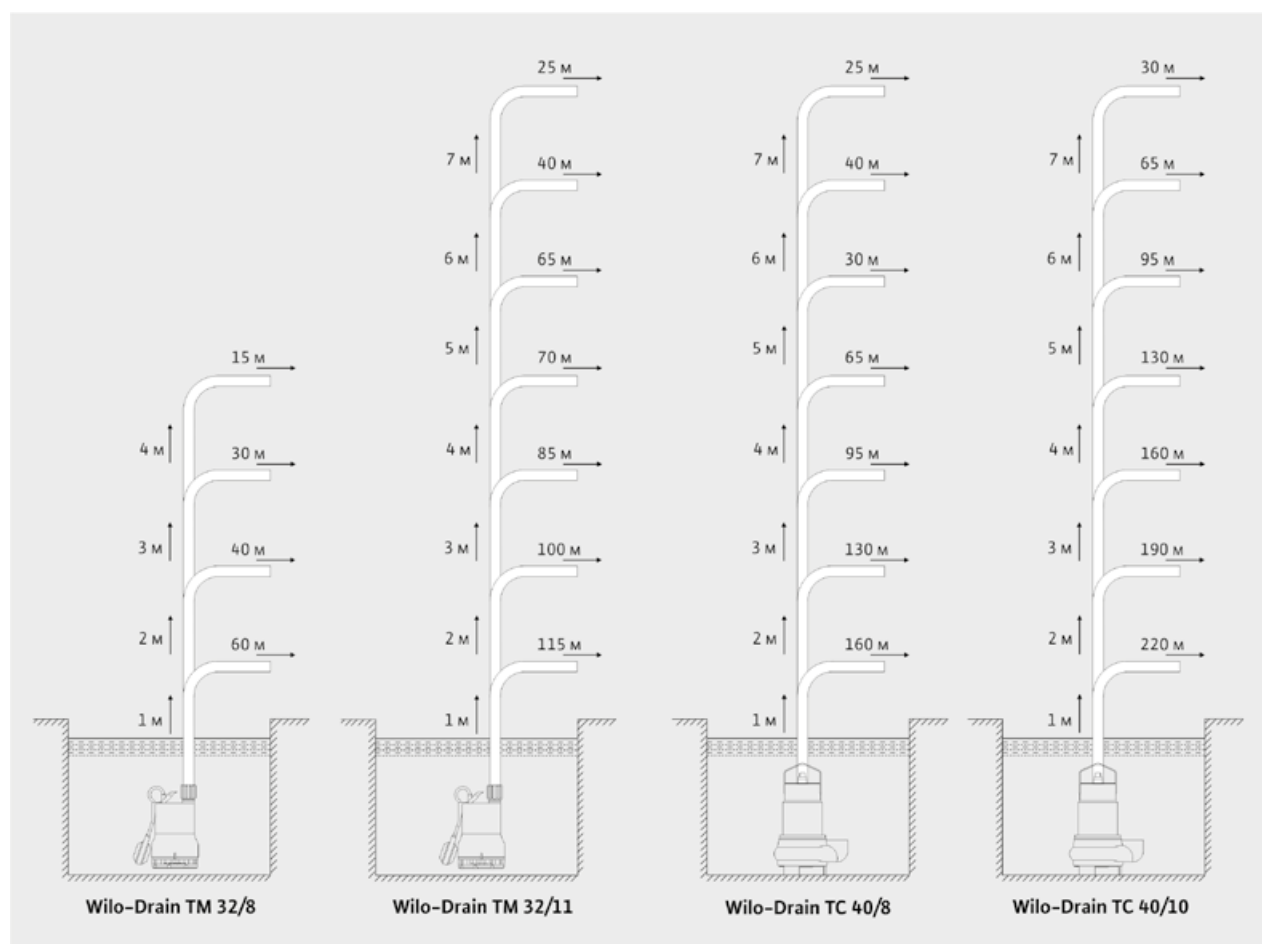 25 м 25 м 30 м
7 м 7 м 7 м
40 м 40 м 65 м
6 м 6 м 6 м
65 м 30 м 95 м
5 м 5 м 5 м
15 м 70 м 65 м 130 м
4 м 4 м 4 м 4 м
30 м 85 м 95 м 160 м
3 м 3 м 3 м 3 м
40 м 100 м 130 м 190 м
2 м 2 м 2 м 2 м
60 м 115 м 160 м 220 м
1 м 1 м 1 м 1 м
Wilo-Drain TM 32/8 Wilo-Drain TM 32/11 Wilo-Drain TC 40/8 Wilo-Drain TC 40/10